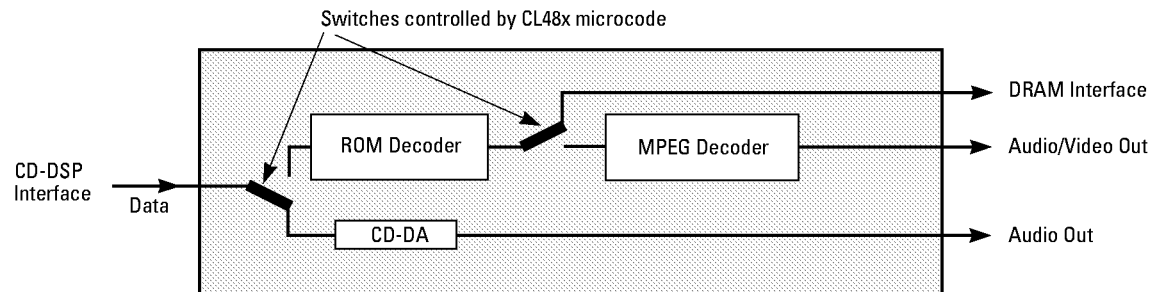 Switches controlled by CL48x microcode
DRAM Interface
ROM Decoder
MPEG Decoder
Audio/Video Out
CD-DSP
Interface
Data
CD-DA
Audio Out